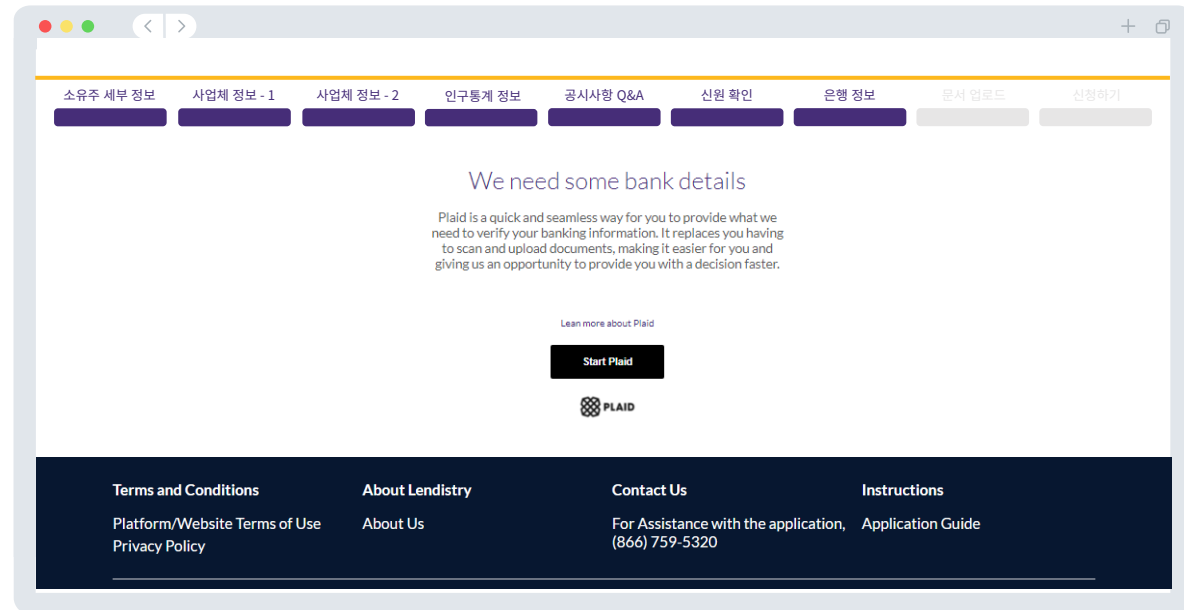 소유주 세부 정보 사업체 정보 - 1 사업체 정보 - 2 인구통계 정보 공시사항 Q&A 신원 확인 은행 정보 문서 업로드 신청하기
We need some bank details
Plaid is a quick and seamless way for you to provide what we
need to verify your banking information. It replaces you having
to scan and upload documents, making it easier for you and
giving us an opportunity to provide you with a decision faster.
Lean more about Plaid
Start Plaid
PLAID
Terms and Conditions About Lendistry Contact Us Instructions
Platform/Website Terms of Use About Us For Assistance with the application, Application Guide
Privacy Policy (866) 759-5320